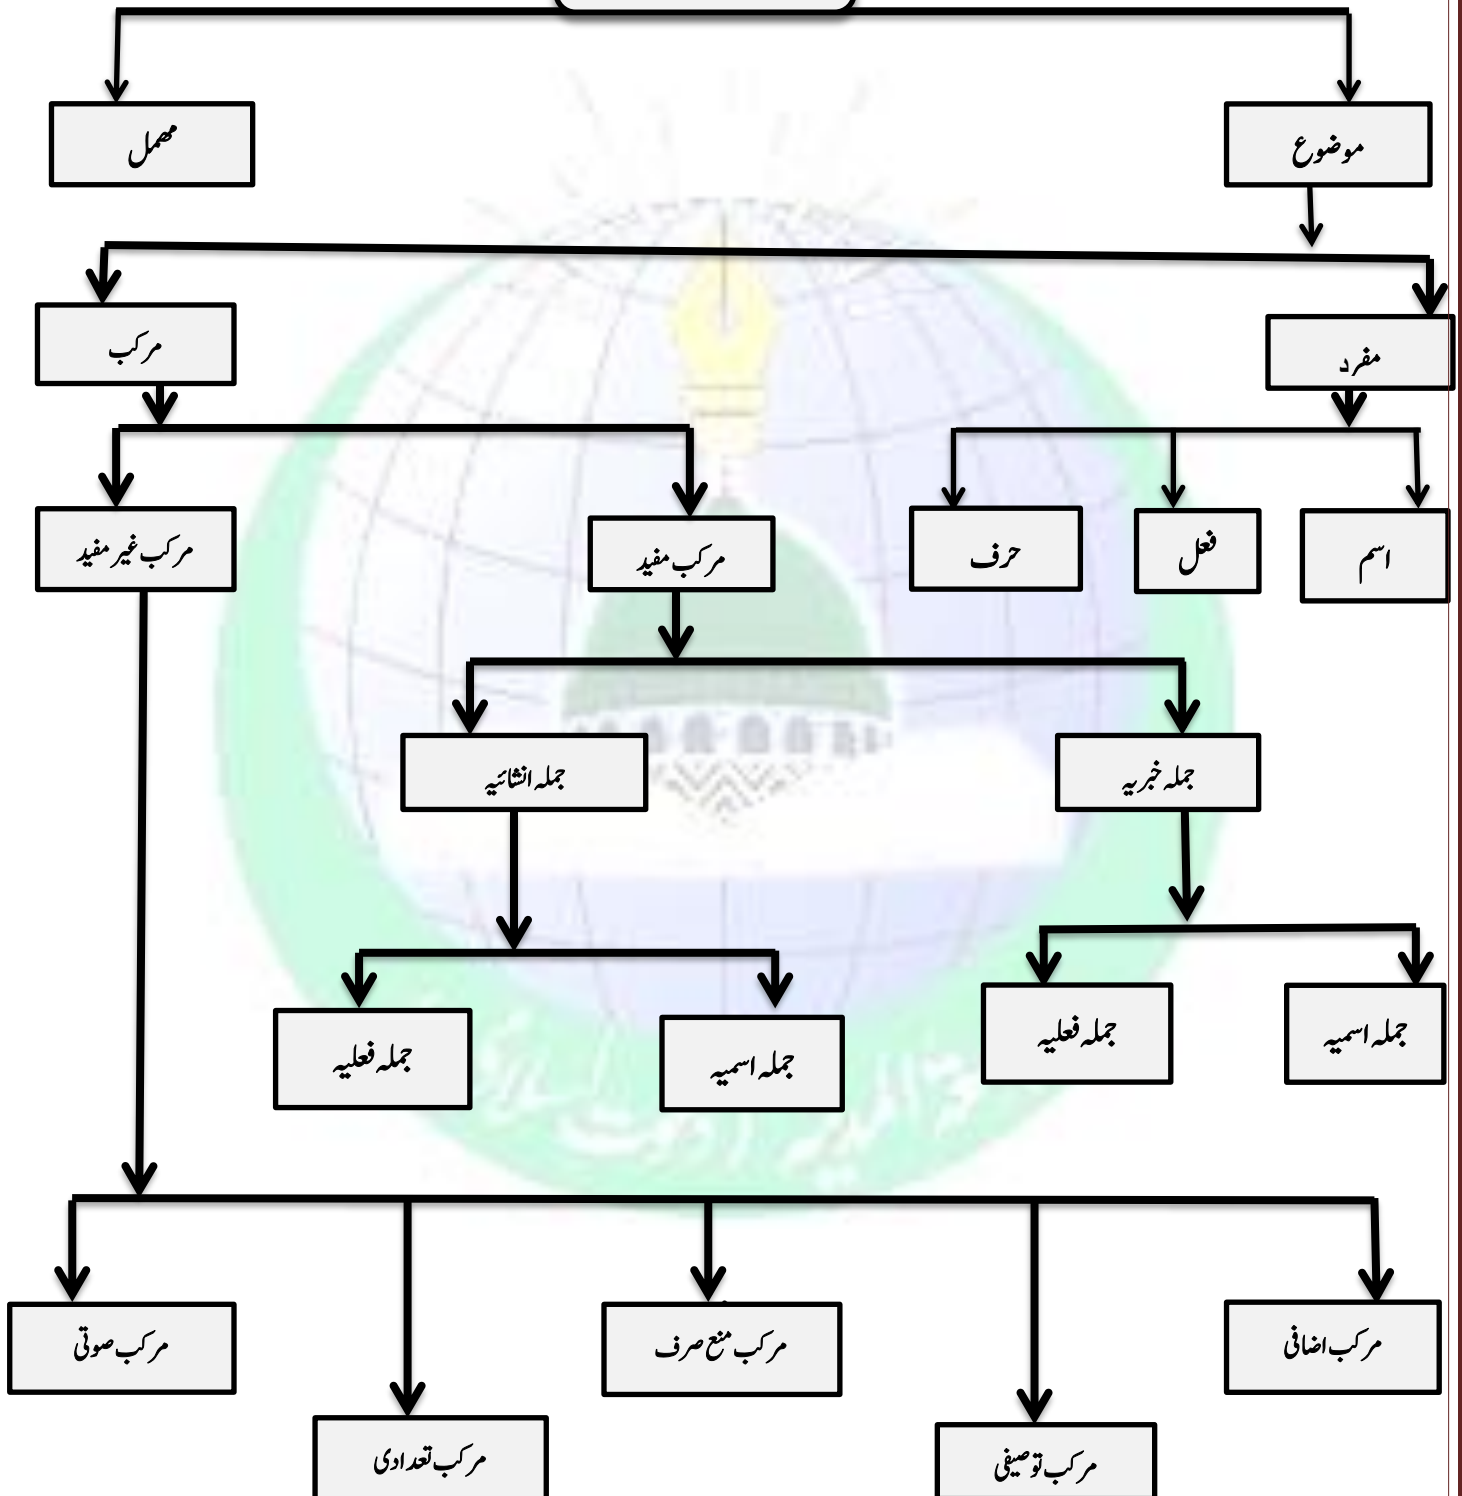 موضوع
مھمل
مفرد
مرکب
اسم
فعل
حرف
مرکب مفید
مرکب غیر مفید
جملہ خبریہ
جملہ انشائیہ
جملہ اسمیہ
جملہ فعلیہ
جملہ اسمیہ
جملہ فعلیہ
مرکب اضافی
مرکب منع صرف
مرکب صوتی
مرکب توصیفی
مرکب تعدادی